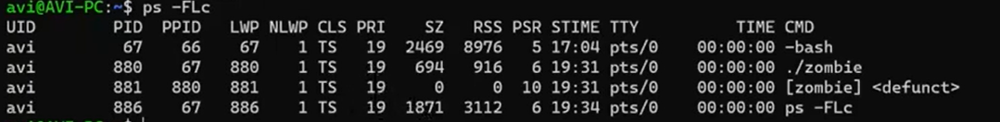 avi@AVI-PC:~$ ps -FLc
UID PID PPID LWP NLWP CLS PRI SZ RSS PSR STIME TTY TIME CMD
avi 67 66 67 1 TS 19 2469 8976 5 17:04 pts/0 00:00:00 -bash
avi 880 67 880 1 TS 19 694 916 6 19:31 pts/0 00:00:00 ./zombie
avi 881 880 881 1 TS 19 0 0 10 19:31 pts/0 00:00:00 [zombie] <defunct>
avi 886 67 886 1 TS 19 1871 3112 6 19:34 pts/0 00:00:00 ps -FLc